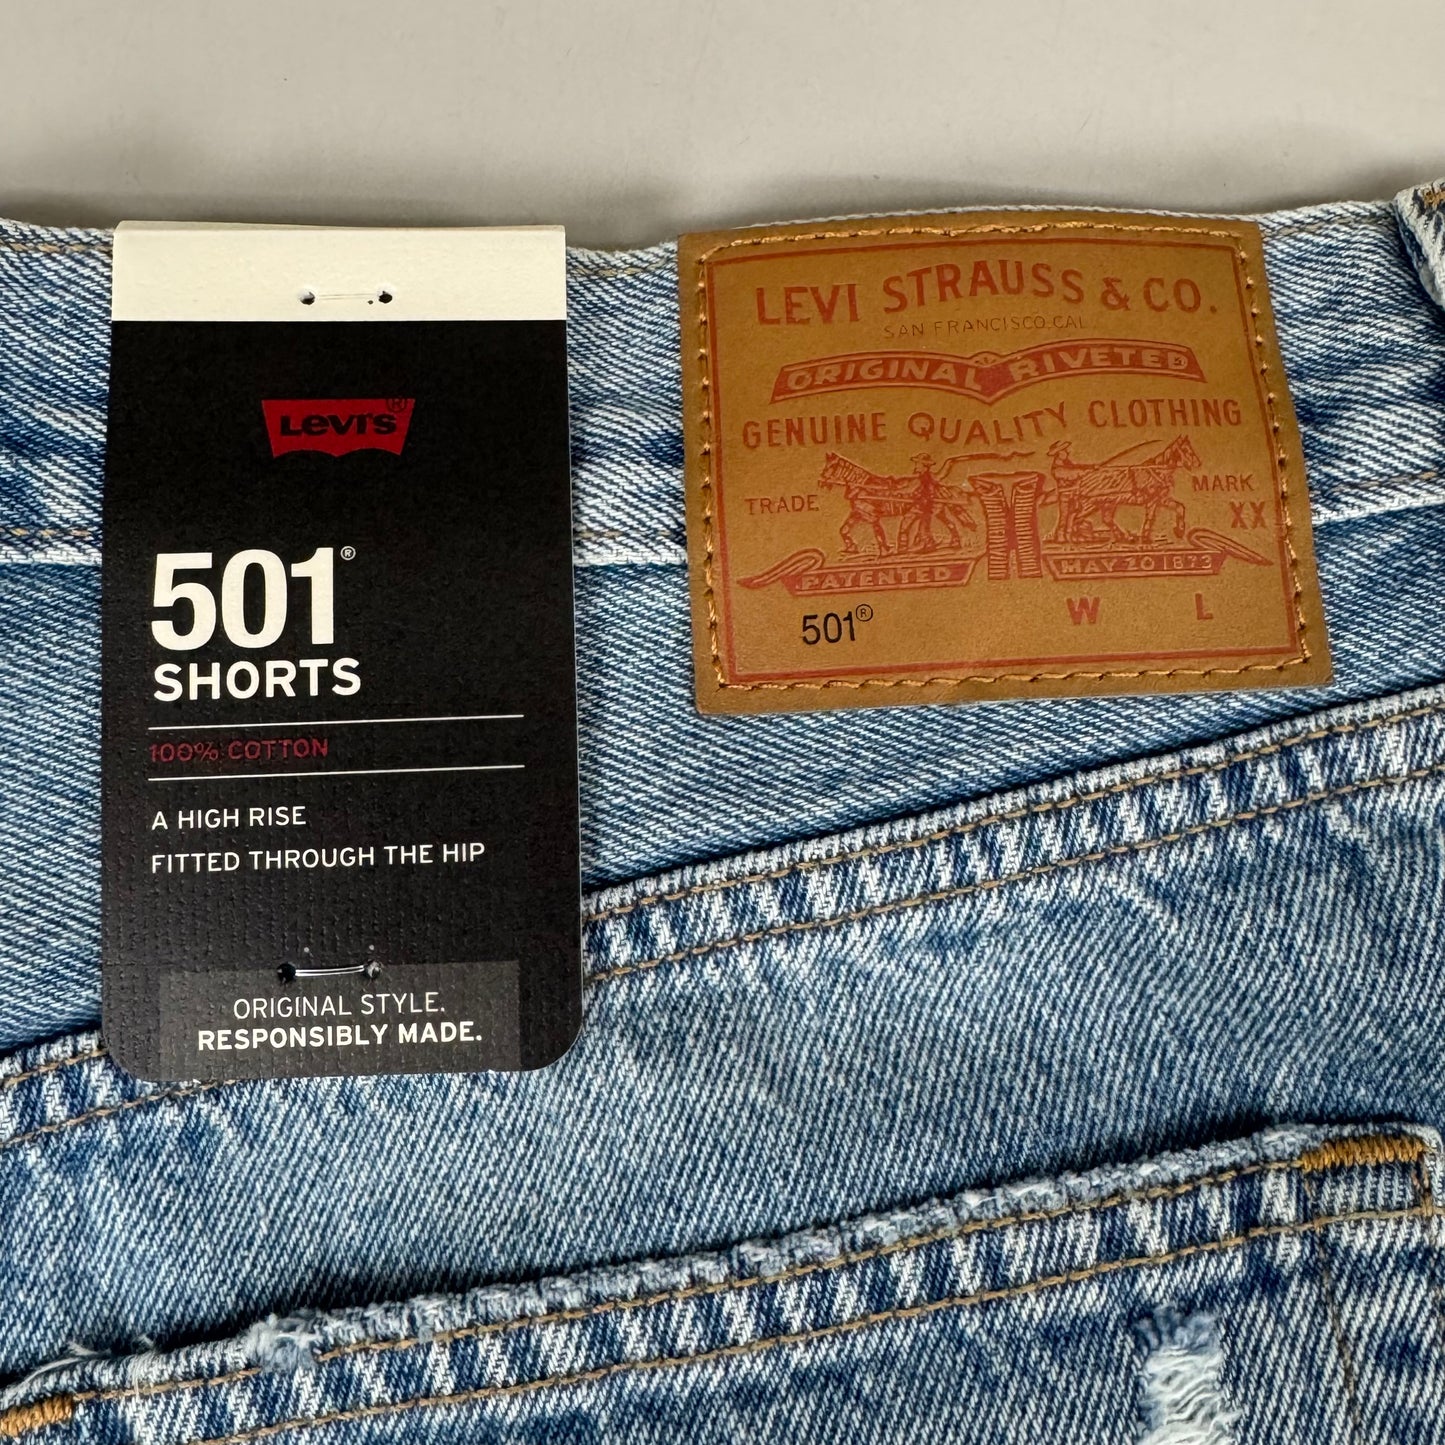 Levi's®
501®
SHORTS
100% COTTON
A HIGH RISE
FITTED THROUGH THE HIP
ORIGINAL STYLE.
RESPONSIBLY MADE.
LEVI STRAUSS & CO.
SAN FRANCISCO, CAL.
ORIGINAL RIVETED
GENUINE QUALITY CLOTHING
TRADE MARK
XX
PATENTED MAY 20 1873
501® W L